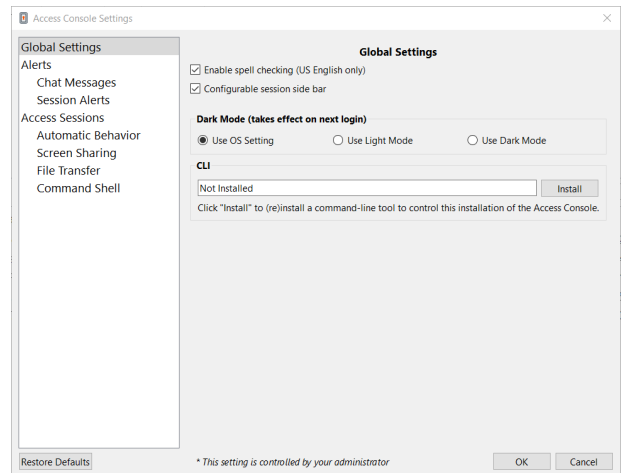 Access Console Settings
Global Settings
Alerts
Chat Messages
Session Alerts
Access Sessions
Automatic Behavior
Screen Sharing
File Transfer
Command Shell
Global Settings
Enable spell checking (US English only)
Configurable session side bar
Dark Mode (takes effect on next login)
Use OS Setting Use Light Mode Use Dark Mode
CLI
Not Installed Install
Click "Install" to (re)install a command-line tool to control this installation of the Access Console.
Restore Defaults * This setting is controlled by your administrator OK Cancel